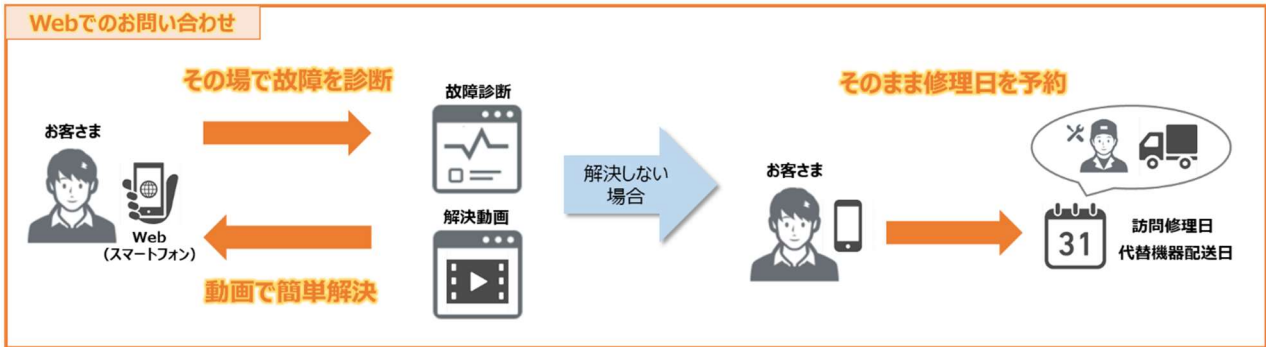 Webでのお問い合わせ
その場で故障を診断
故障診断
お客さま
Web
(スマートフォン)
解決動画
動画で簡単解決
解決しない
場合
そのまま修理日を予約
お客さま
31
訪問修理日
代替機器配送日